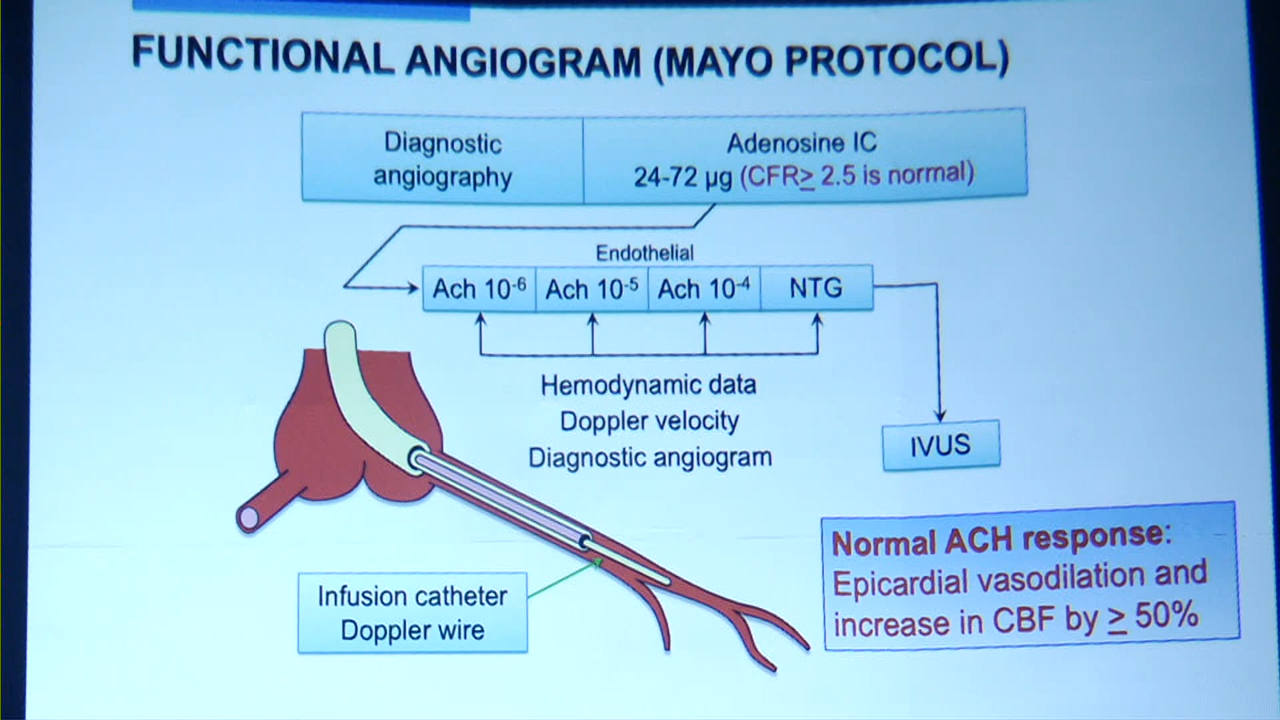 FUNCTIONAL ANGIOGRAM (MAYO PROTOCOL)
Diagnostic
angiography
Adenosine IC
24-72 µg (CFR≥ 2.5 is normal)
Endothelial
Ach 10⁻⁶
Ach 10⁻⁵
Ach 10⁻⁴
NTG
Hemodynamic data
Doppler velocity
Diagnostic angiogram
IVUS
Infusion catheter
Doppler wire
Normal ACH response:
Epicardial vasodilation and
increase in CBF by ≥ 50%